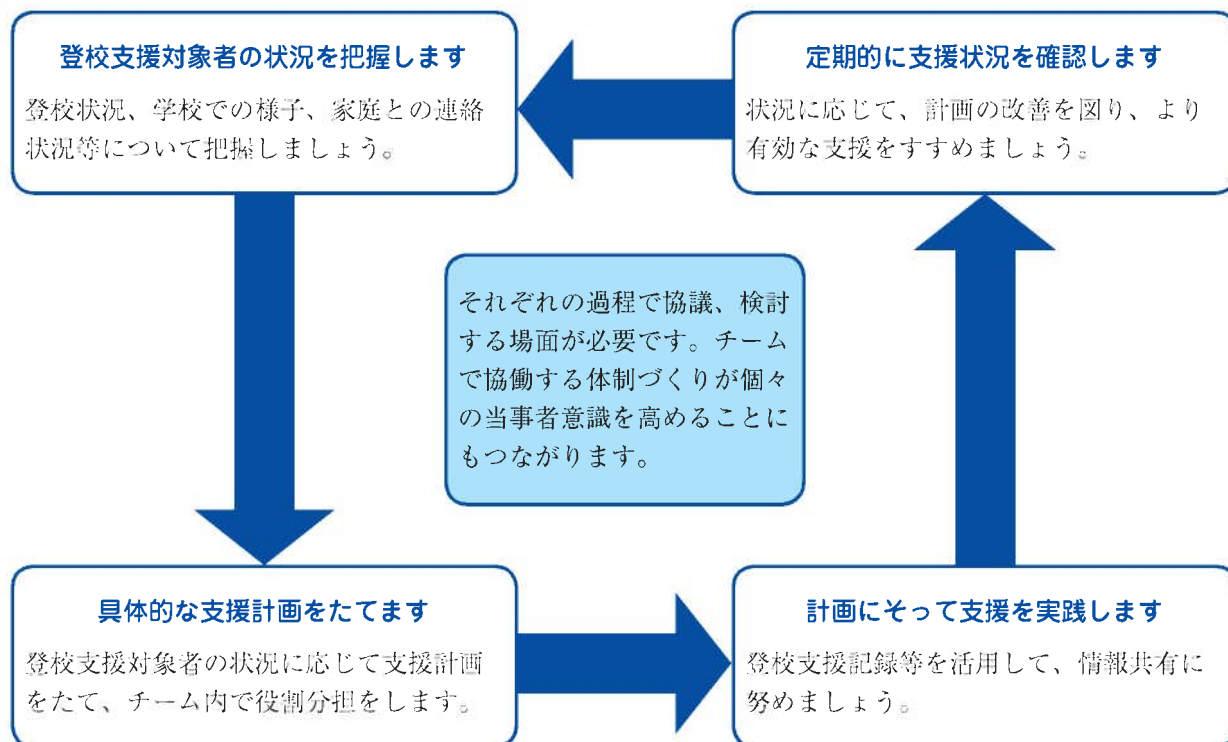 登校支援対象者の状況を把握します
登校状況、学校での様子、家庭との連絡
状況等について把握しましょう。
定期的に支援状況を確認します
状況に応じて、計画の改善を図り、より
有効な支援をすすめましょう。
それぞれの過程で協議、検討
する場面が必要です。チーム
で協働する体制づくりが個々
の当事者意識を高めることに
もつながります。
具体的な支援計画をたてます
登校支援対象者の状況に応じて支援計画
をたて、チーム内で役割分担をします。
計画にそって支援を実践します
登校支援記録等を活用して、情報共有に
努めましょう。